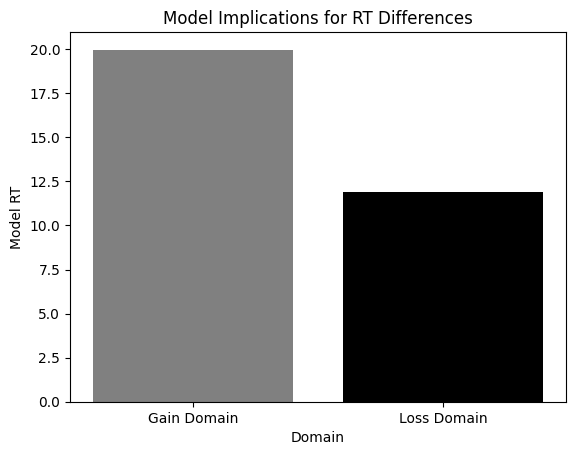 Model Implications for RT Differences
20.0
17.5
15.0
12.5
10.0
7.5
5.0
2.5
0.0
Model RT
Gain Domain
Loss Domain
Domain